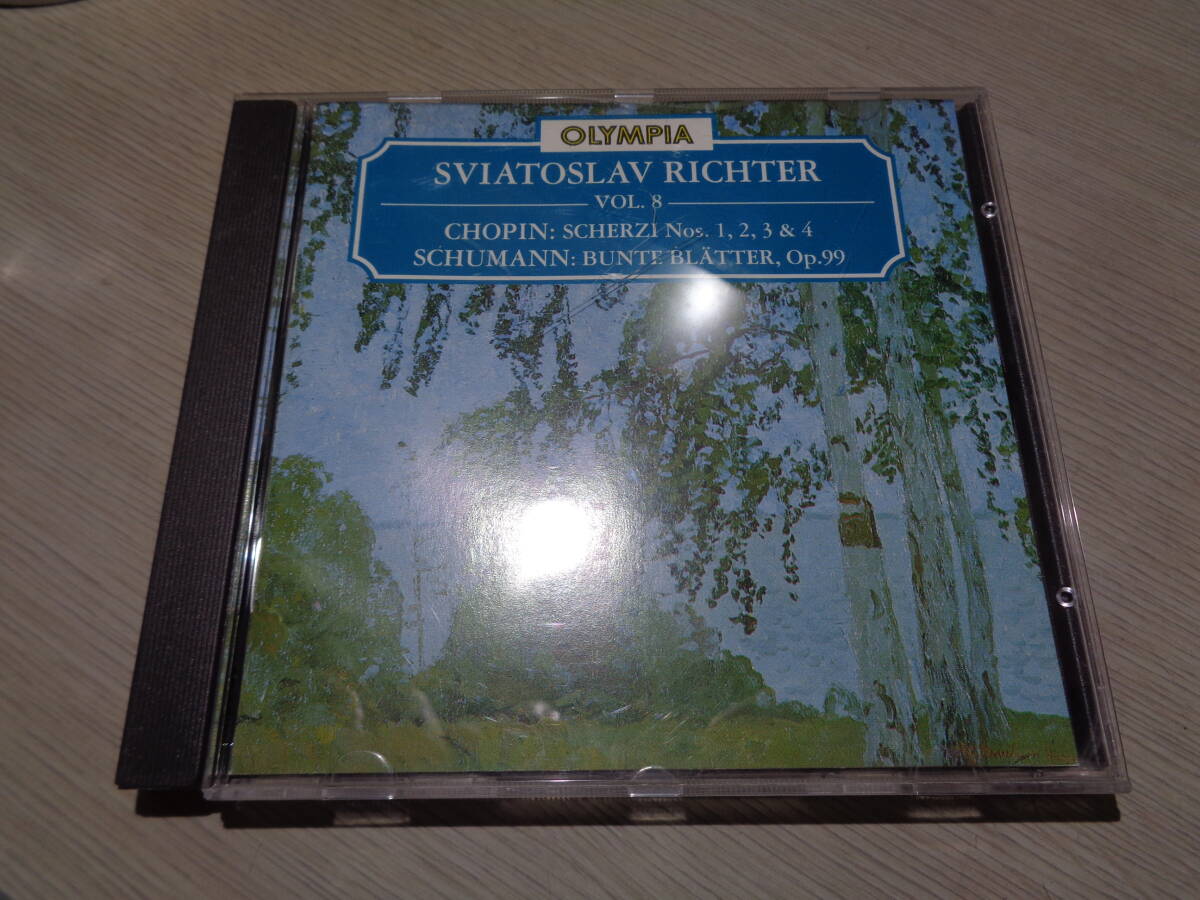 OLYMPIA
SVIATOSLAV RICHTER
VOL. 8
CHOPIN: SCHERZI Nos. 1, 2, 3 & 4
SCHUMANN: BUNTE BLÄTTER, Op.99